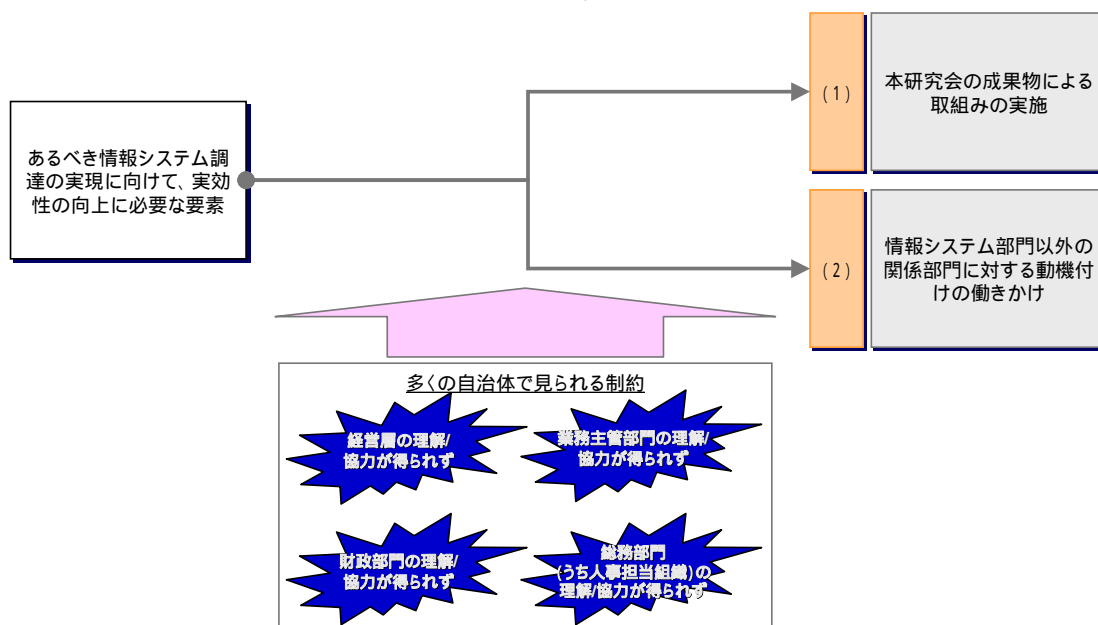 あるべき情報システム調
達の実現に向けて、実効
性の向上に必要な要素
(1)
本研究会の成果物による
取組みの実施
(2)
情報システム部門以外の
関係部門に対する動機付
けの働きかけ
多くの自治体で見られる制約
経営層の理解/
協力が得られず
業務主管部門の理解/
協力が得られず
財政部門の理解/
協力が得られず
総務部門
(うち人事担当組織)の
理解/協力が得られず